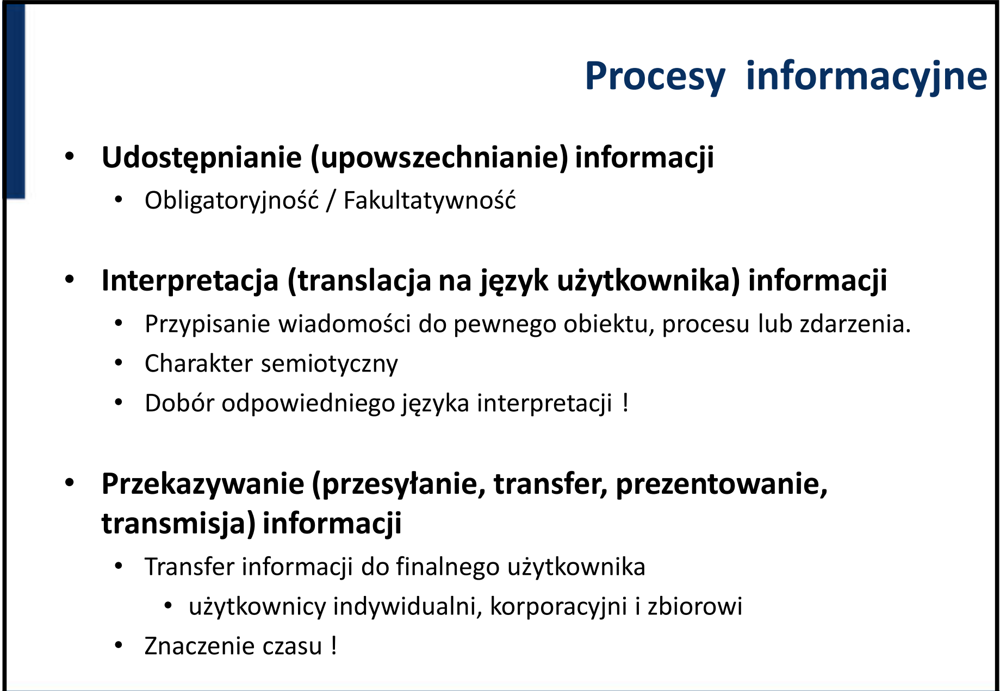 Procesy informacyjne
• Udostępnianie (upowszechnianie) informacji
• Obligatoryjność / Fakultatywność
• Interpretacja (translacja na język użytkownika) informacji
• Przypisanie wiadomości do pewnego obiektu, procesu lub zdarzenia.
• Charakter semiotyczny
• Dobór odpowiedniego języka interpretacji !
• Przekazywanie (przesyłanie, transfer, prezentowanie,
transmisja) informacji
• Transfer informacji do finalnego użytkownika
• użytkownicy indywidualni, korporacyjni i zbiorowi
• Znaczenie czasu !